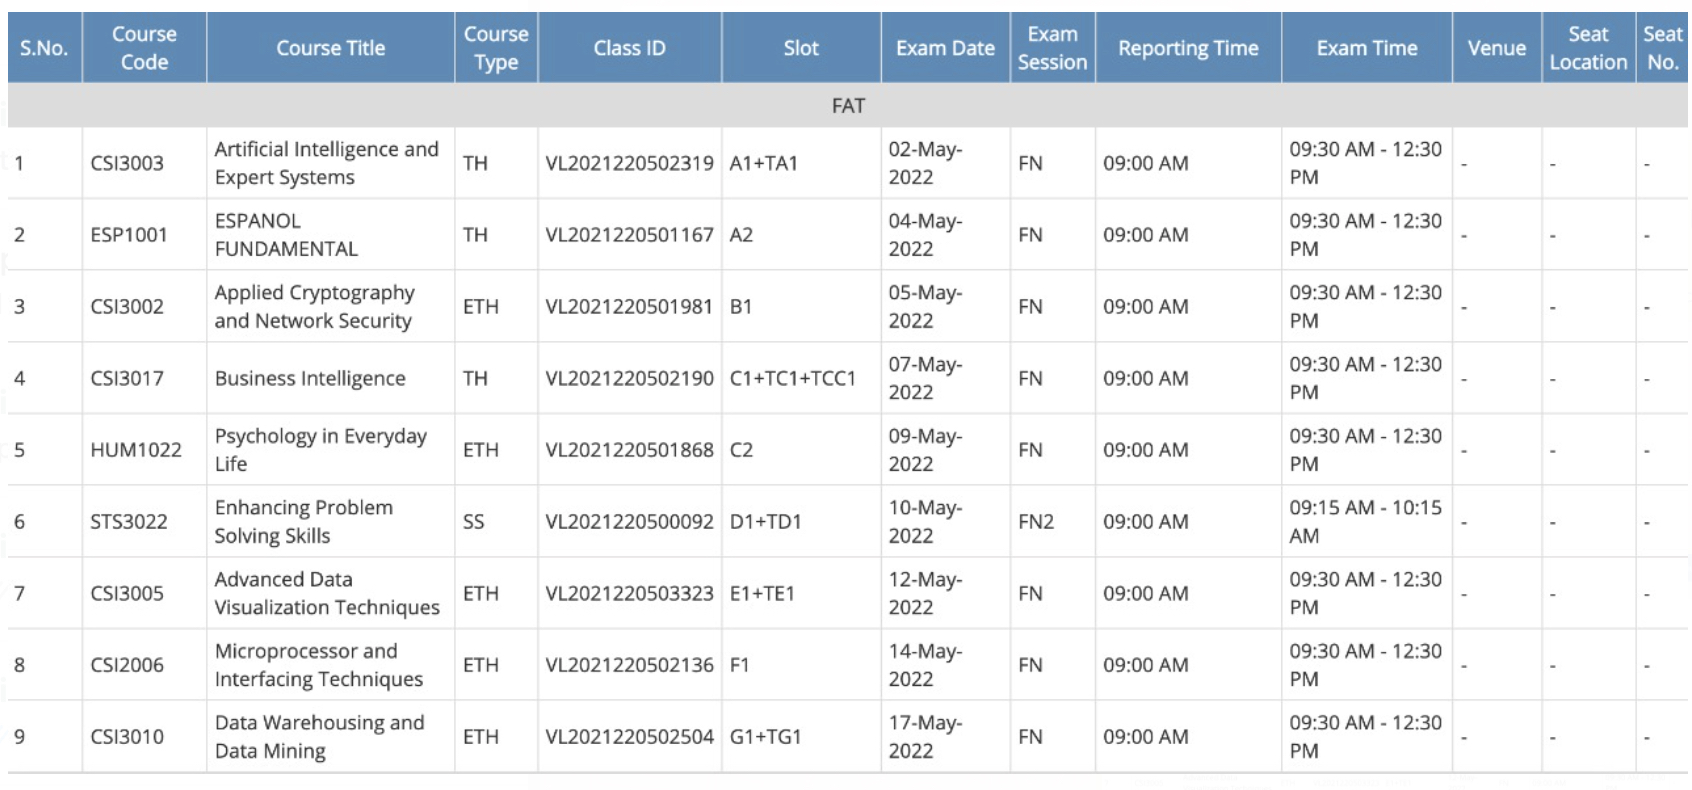 S.No. Course Code Course Title Course Type Class ID Slot Exam Date Exam Session Reporting Time Exam Time Venue Seat Location Seat No.
FAT
1 CSI3003 Artificial Intelligence and Expert Systems TH VL2021220502319 A1+TA1 02-May-2022 FN 09:00 AM 09:30 AM - 12:30 PM - - -
2 ESP1001 ESPANOL FUNDAMENTAL TH VL2021220501167 A2 04-May-2022 FN 09:00 AM 09:30 AM - 12:30 PM - - -
3 CSI3002 Applied Cryptography and Network Security ETH VL2021220501981 B1 05-May-2022 FN 09:00 AM 09:30 AM - 12:30 PM - - -
4 CSI3017 Business Intelligence TH VL2021220502190 C1+TC1+TCC1 07-May-2022 FN 09:00 AM 09:30 AM - 12:30 PM - - -
5 HUM1022 Psychology in Everyday Life ETH VL2021220501868 C2 09-May-2022 FN 09:00 AM 09:30 AM - 12:30 PM - - -
6 STS3022 Enhancing Problem Solving Skills SS VL2021220500092 D1+TD1 10-May-2022 FN2 09:00 AM 09:15 AM - 10:15 AM - - -
7 CSI3005 Advanced Data Visualization Techniques ETH VL2021220503323 E1+TE1 12-May-2022 FN 09:00 AM 09:30 AM - 12:30 PM - - -
8 CSI2006 Microprocessor and Interfacing Techniques ETH VL2021220502136 F1 14-May-2022 FN 09:00 AM 09:30 AM - 12:30 PM - - -
9 CSI3010 Data Warehousing and Data Mining ETH VL2021220502504 G1+TG1 17-May-2022 FN 09:00 AM 09:30 AM - 12:30 PM - - -